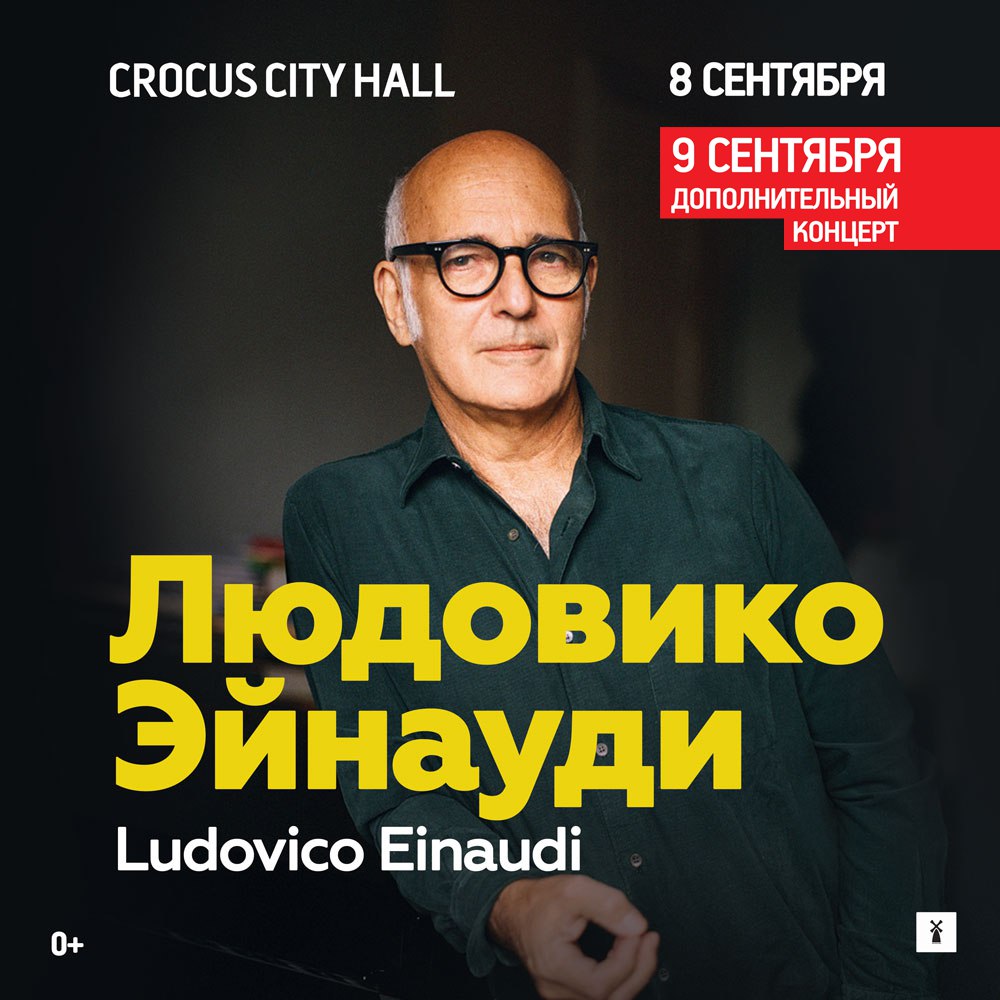 CROCUS CITY HALL
8 СЕНТЯБРЯ
9 СЕНТЯБРЯ
ДОПОЛНИТЕЛЬНЫЙ
КОНЦЕРТ
Людовико
Эйнауди
Ludovico Einaudi
0+